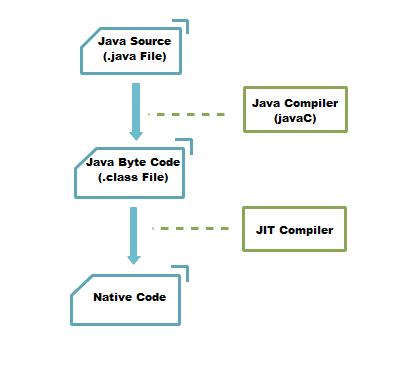 Java Source
(.java File)
Java Compiler
(javaC)
Java Byte Code
(.class File)
JIT Compiler
Native Code